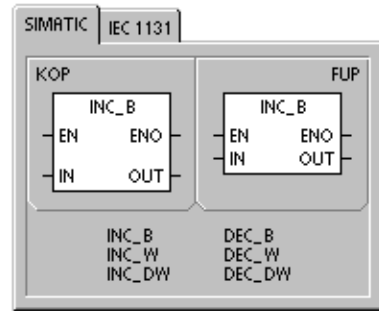 SIMATIC IEC 1131
KOP FUP
INC_B INC_B
EN ENO EN ENO
IN OUT IN OUT
INC_B DEC_B
INC_W DEC_W
INC_DW DEC_DW